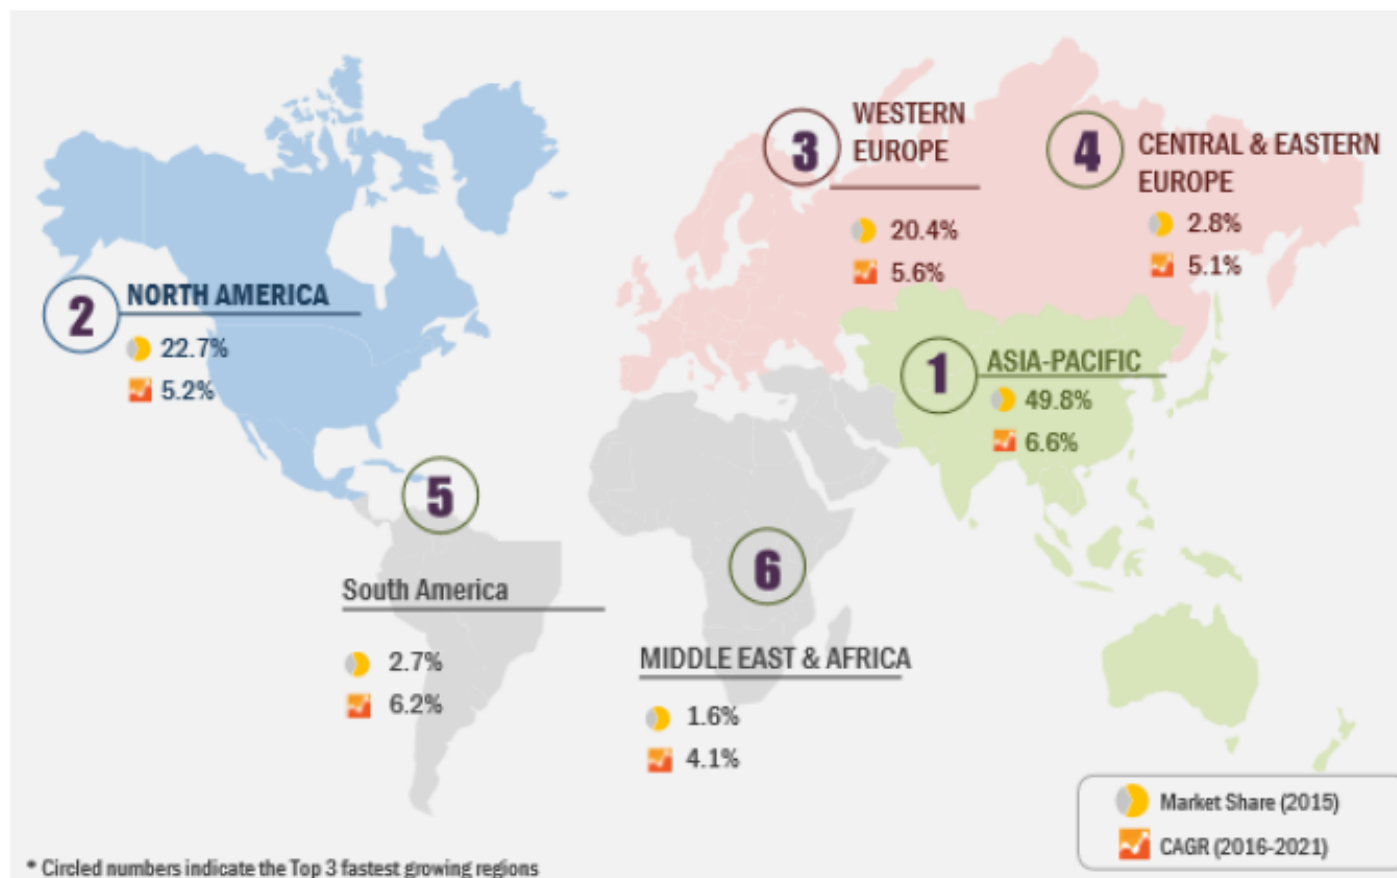 3
WESTERN
EUROPE
20.4%
5.6%
4
CENTRAL & EASTERN
EUROPE
2.8%
5.1%
2
NORTH AMERICA
22.7%
5.2%
1
ASIA-PACIFIC
49.8%
6.6%
5
South America
2.7%
6.2%
6
MIDDLE EAST & AFRICA
1.6%
4.1%
Market Share (2015)
CAGR (2016-2021)
* Circled numbers indicate the Top 3 fastest growing regions